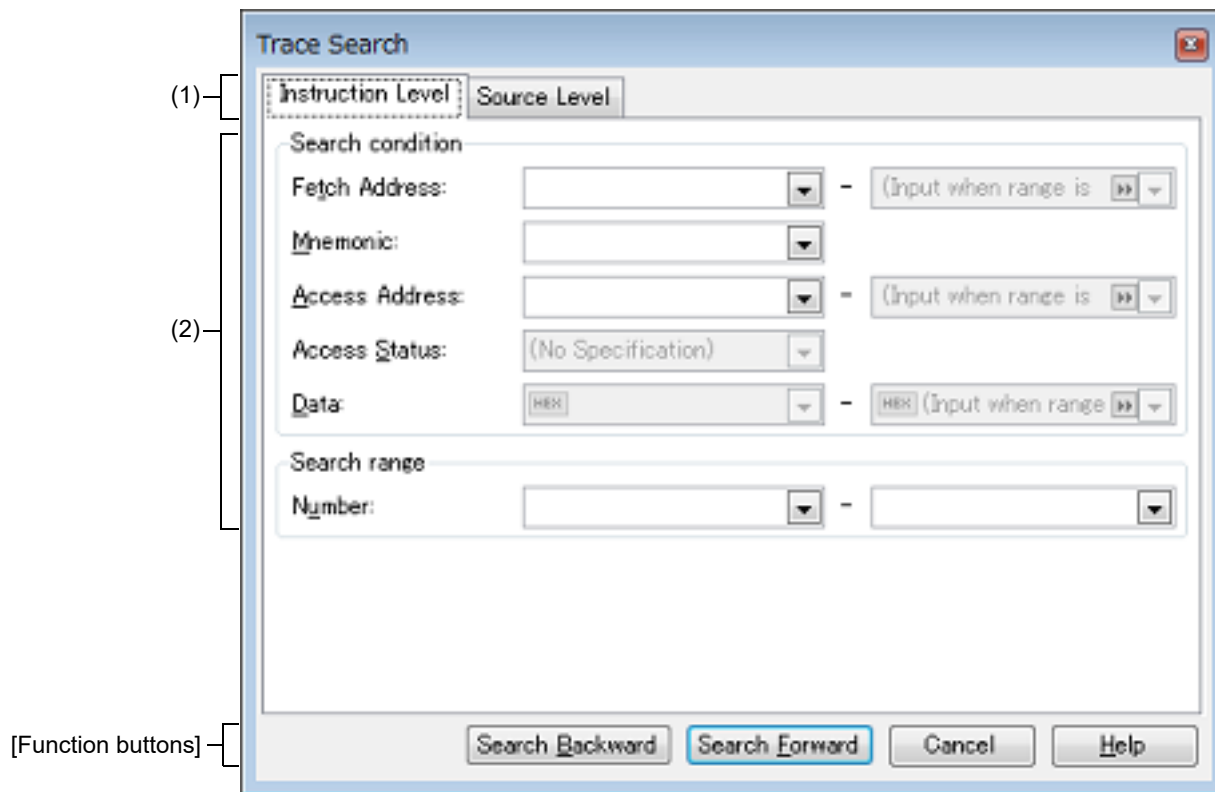 Trace Search
(1)
Instruction Level Source Level
(2)
Search condition
Fetch Address: - (Input when range is
Mnemonic:
Access Address: - (Input when range is
Access Status: (No Specification)
Data: HEX - HEX (Input when range
Search range
Number: -
[Function buttons]
Search Backward Search Forward Cancel Help